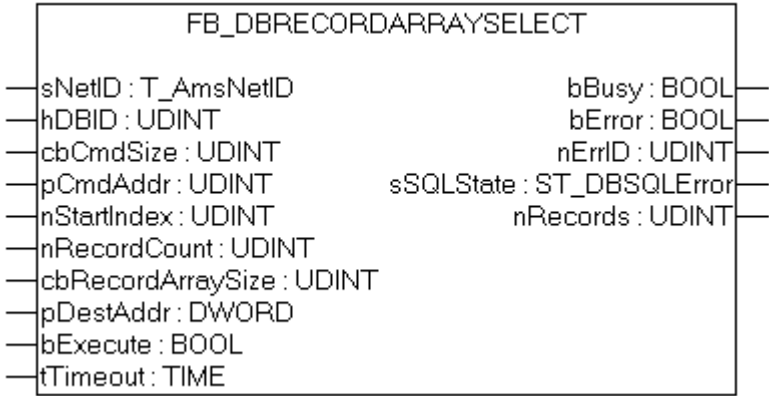 FB_DBRECORDARRAYSELECT
sNetID : T_AmsNetID bBusy : BOOL
hDBID : UDINT bError : BOOL
cbCmdSize : UDINT nErrID : UDINT
pCmdAddr : UDINT sSQLState : ST_DBSQLError
nStartIndex : UDINT nRecords : UDINT
nRecordCount : UDINT
cbRecordArraySize : UDINT
pDestAddr : DWORD
bExecute : BOOL
tTimeout : TIME